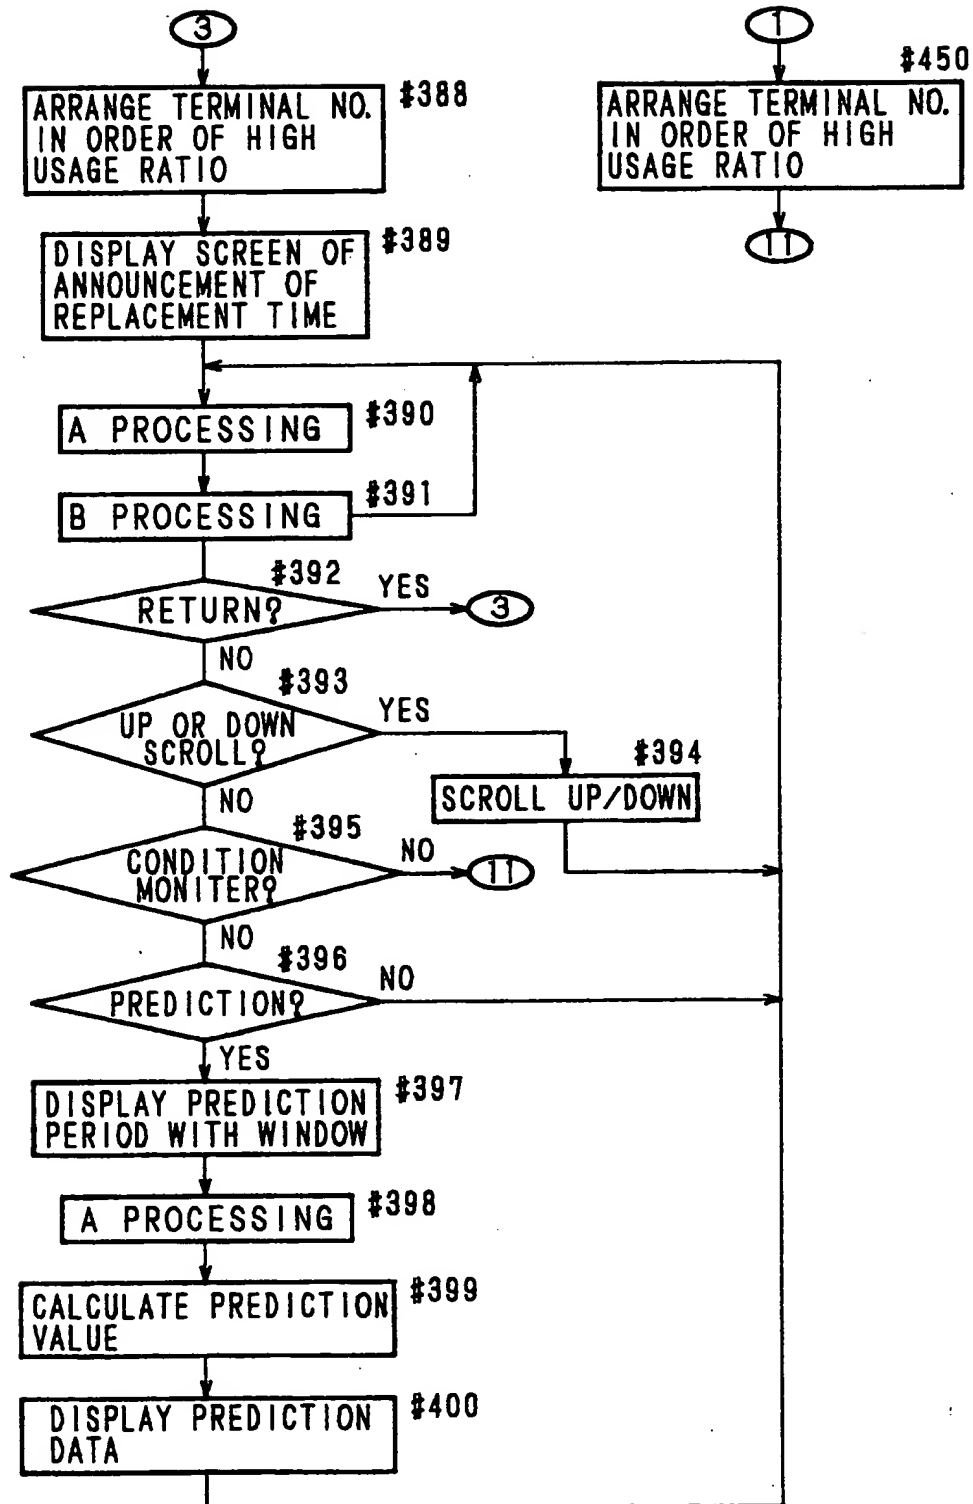 3
#388
ARRANGE TERMINAL NO.
IN ORDER OF HIGH
USAGE RATIO
#389
DISPLAY SCREEN OF
ANNOUNCEMENT OF
REPLACEMENT TIME
#390
A PROCESSING
#391
B PROCESSING
#392
RETURN?
YES
3
NO
#393
UP OR DOWN
SCROLL?
YES
#394
SCROLL UP/DOWN
NO
#395
CONDITION
MONITER?
NO
11
NO
#396
PREDICTION?
NO
YES
#397
DISPLAY PREDICTION
PERIOD WITH WINDOW
#398
A PROCESSING
#399
CALCULATE PREDICTION
VALUE
#400
DISPLAY PREDICTION
DATA
1
#450
ARRANGE TERMINAL NO.
IN ORDER OF HIGH
USAGE RATIO
11